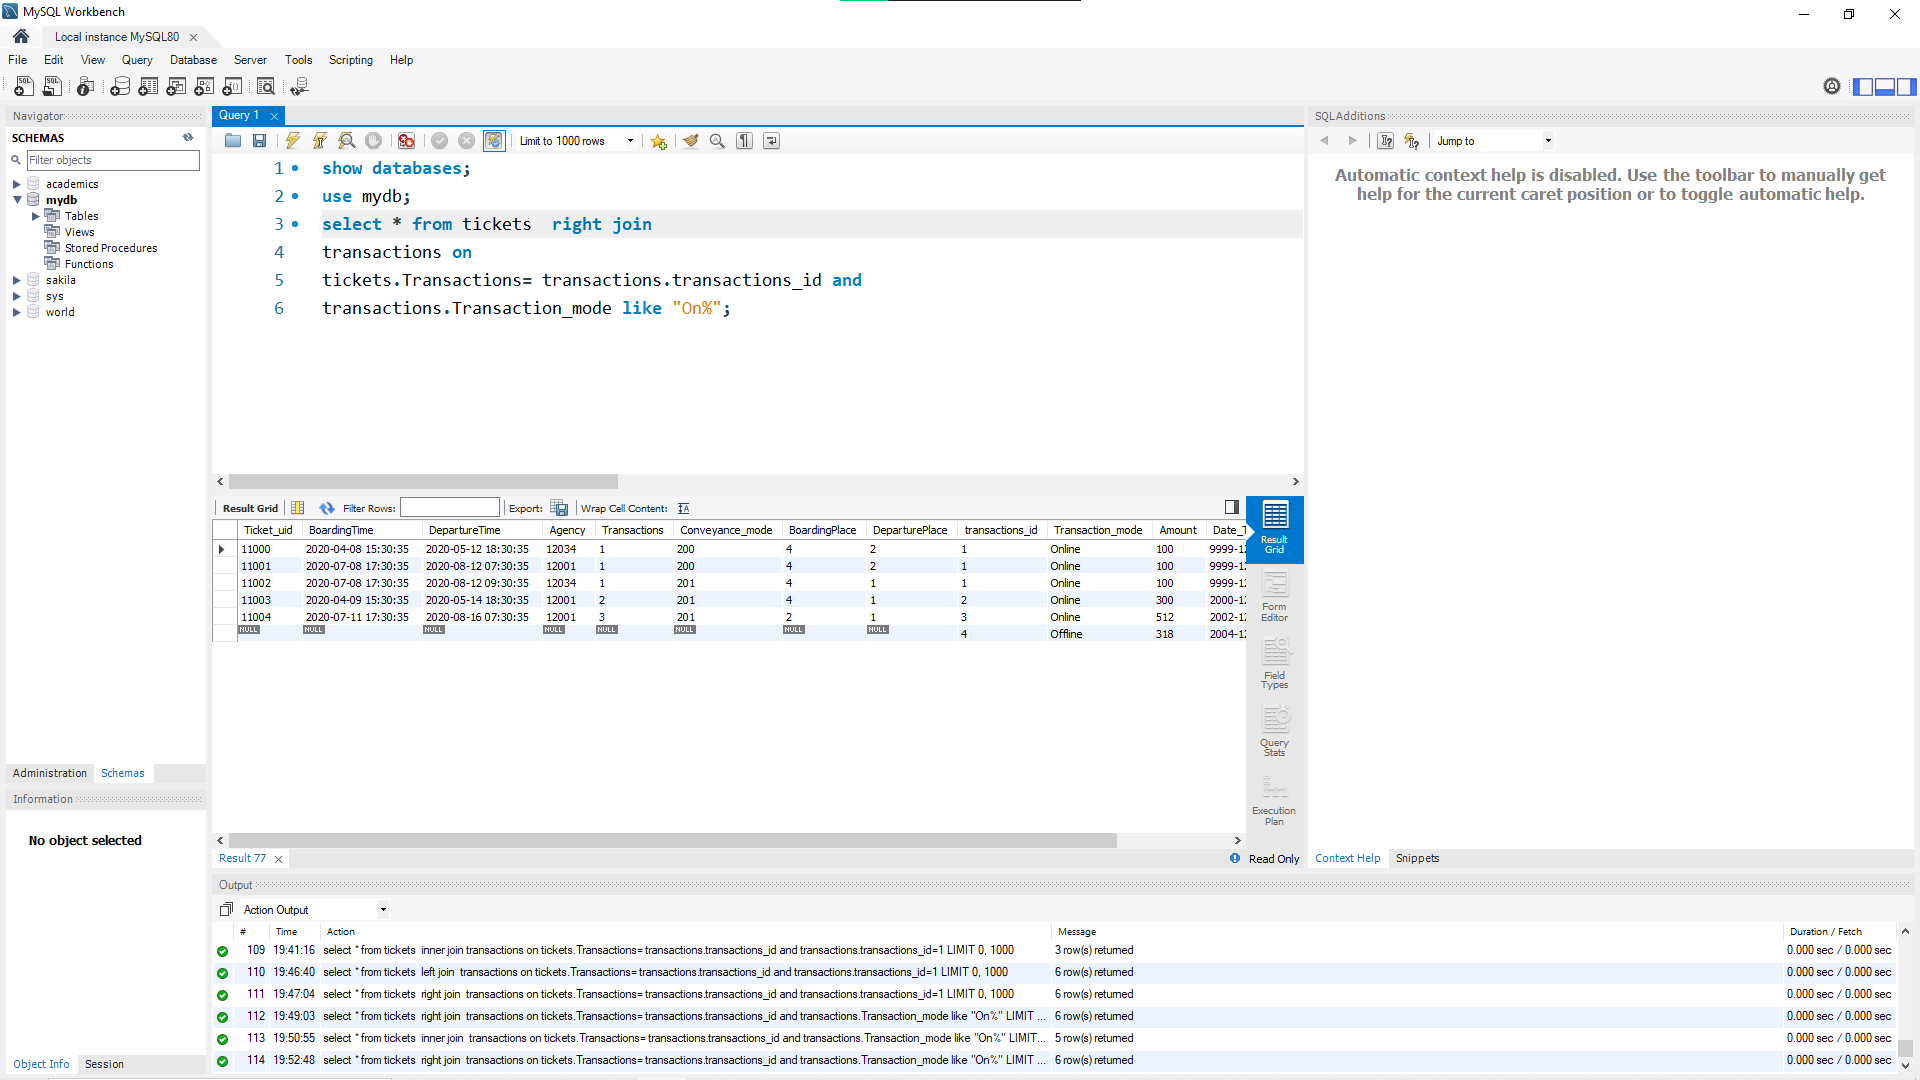 MySQL Workbench
Local instance MySQL80
File Edit View Query Database Server Tools Scripting Help
Navigator
SCHEMAS
Filter objects
academics
mydb
Tables
Views
Stored Procedures
Functions
sakila
sys
world
Administration Schemas
Information
No object selected
Object Info Session
Query 1
Limit to 1000 rows
1 show databases;
2 use mydb;
3 select * from tickets right join
4 transactions on
5 tickets.Transactions= transactions.transactions_id and
6 transactions.Transaction_mode like "On%";
Result Grid Filter Rows: Export: Wrap Cell Content:
Ticket_uid BoardingTime DepartureTime Agency Transactions Conveyance_mode BoardingPlace DeparturePlace transactions_id Transaction_mode Amount Date_T
11000 2020-04-08 15:30:35 2020-05-12 18:30:35 12034 1 200 4 2 1 Online 100 9999-12
11001 2020-07-08 17:30:35 2020-08-12 07:30:35 12001 1 200 4 2 1 Online 100 9999-12
11002 2020-07-08 17:30:35 2020-08-12 09:30:35 12034 1 201 4 1 1 Online 100 9999-12
11003 2020-04-09 15:30:35 2020-05-14 18:30:35 12001 2 201 4 1 2 Online 300 2000-12
11004 2020-07-11 17:30:35 2020-08-16 07:30:35 12001 3 201 2 1 3 Online 512 2002-12
NULL NULL NULL NULL NULL NULL NULL NULL 4 Offline 318 2004-12
Result Grid
Form Editor
Field Types
Query Stats
Execution Plan
Result 77
Read Only
SQLAdditions
Jump to
Automatic context help is disabled. Use the toolbar to manually get
help for the current caret position or to toggle automatic help.
Context Help Snippets
Output
Action Output
# Time Action Message Duration / Fetch
109 19:41:16 select * from tickets inner join transactions on tickets.Transactions= transactions.transactions_id and transactions.transactions_id=1 LIMIT 0, 1000 3 row(s) returned 0.000 sec / 0.000 sec
110 19:46:40 select * from tickets left join transactions on tickets.Transactions= transactions.transactions_id and transactions.transactions_id=1 LIMIT 0, 1000 6 row(s) returned 0.000 sec / 0.000 sec
111 19:47:04 select * from tickets right join transactions on tickets.Transactions= transactions.transactions_id and transactions.transactions_id=1 LIMIT 0, 1000 6 row(s) returned 0.000 sec / 0.000 sec
112 19:49:03 select * from tickets right join transactions on tickets.Transactions= transactions.transactions_id and transactions.Transaction_mode like "On%" LIMIT ... 6 row(s) returned 0.000 sec / 0.000 sec
113 19:50:55 select * from tickets inner join transactions on tickets.Transactions= transactions.transactions_id and transactions.Transaction_mode like "On%" LIMIT... 5 row(s) returned 0.000 sec / 0.000 sec
114 19:52:48 select * from tickets right join transactions on tickets.Transactions= transactions.transactions_id and transactions.Transaction_mode like "On%" LIMIT ... 6 row(s) returned 0.000 sec / 0.000 sec